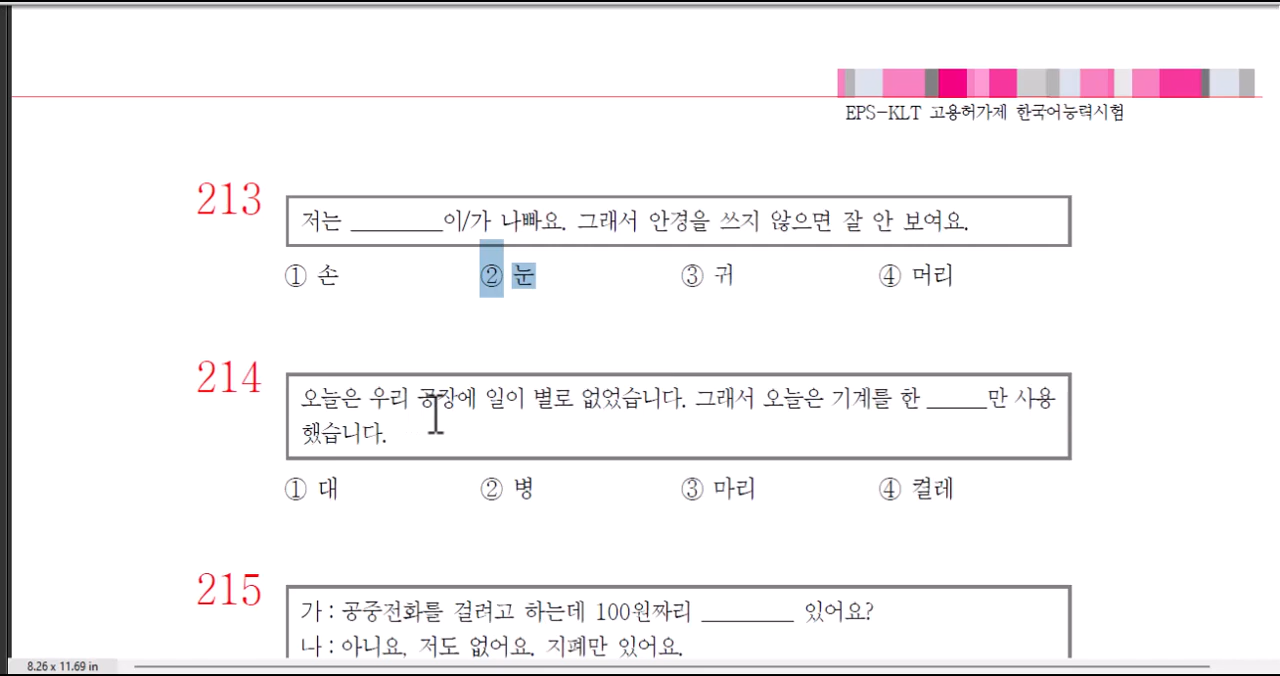 EPS-KLT 고용허가제 한국어능력시험
213
저는 ________이/가 나빠요. 그래서 안경을 쓰지 않으면 잘 안 보여요.
① 손 ② 눈 ③ 귀 ④ 머리
214
오늘은 우리 공장에 일이 별로 없었습니다. 그래서 오늘은 기계를 한 _____만 사용
했습니다.
① 대 ② 병 ③ 마리 ④ 켤레
215
가 : 공중전화를 걸려고 하는데 100원짜리 ________ 있어요?
나 : 아니요, 저도 없어요. 지폐만 있어요.
8.26 x 11.69 in